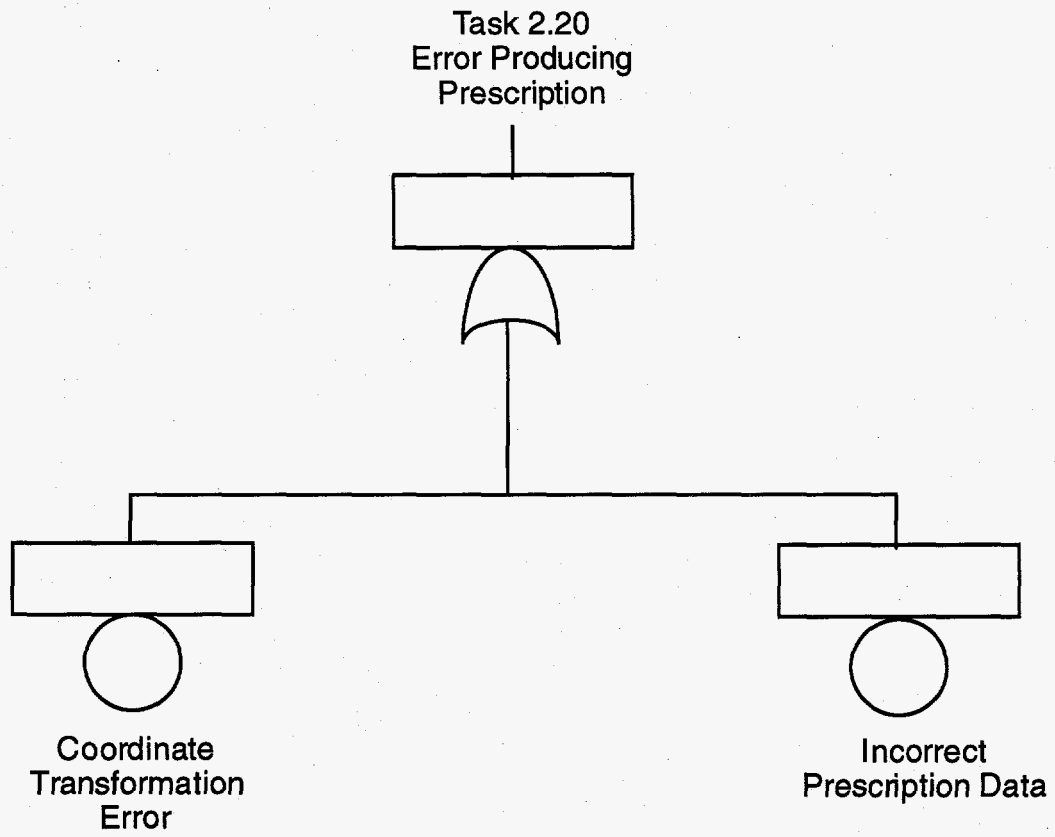 Task 2.20
Error Producing
Prescription
Coordinate
Transformation
Error
Incorrect
Prescription Data